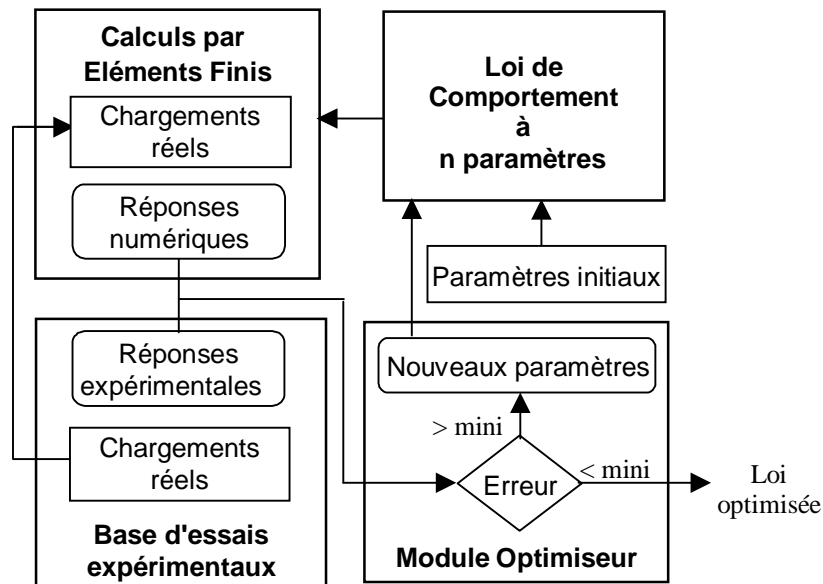 Calculs par
Eléments Finis
Chargements
réels
Réponses
numériques
Loi de
Comportement
à
n paramètres
Paramètres initiaux
Réponses
expérimentales
Chargements
réels
Base d'essais
expérimentaux
Nouveaux paramètres
> mini
Erreur
< mini
Module Optimiseur
Loi
optimisée